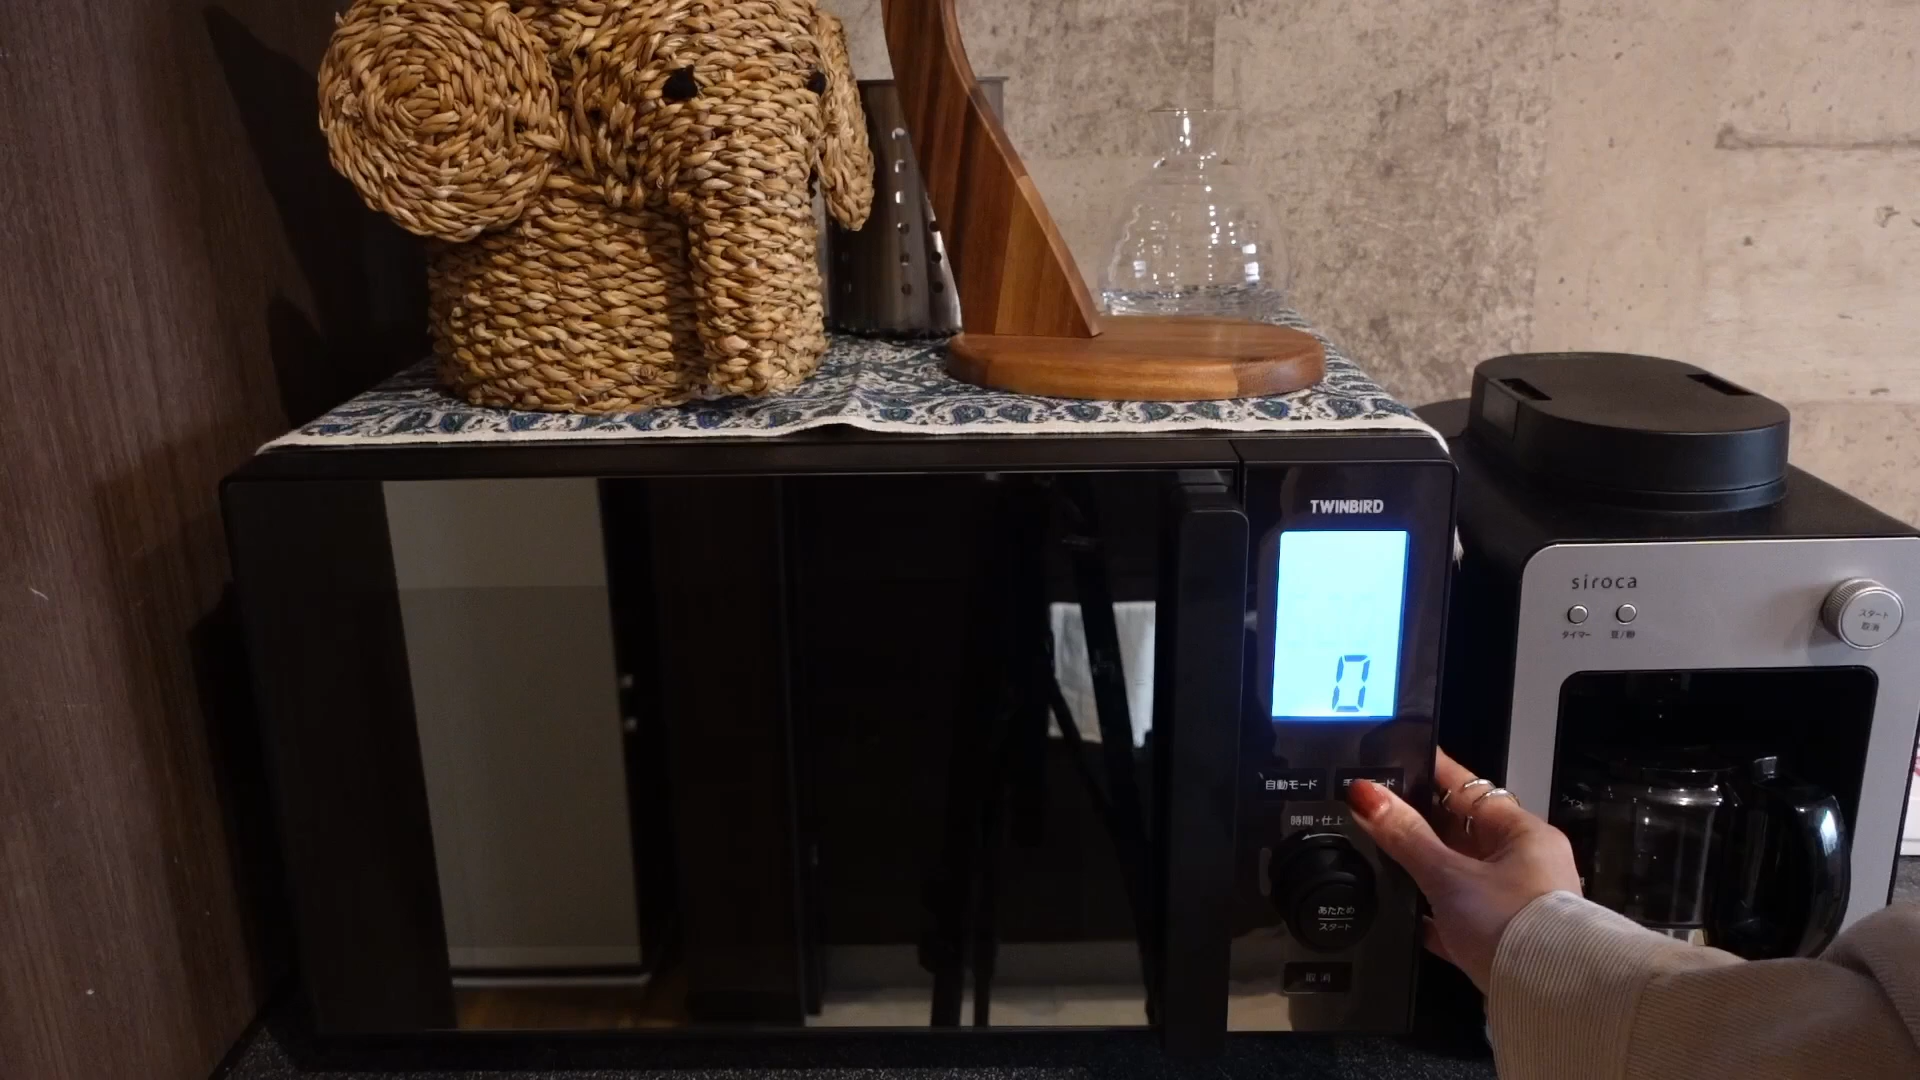 TWINBIRD
0
自動モード
時間・仕上
あたため
スタート
取消
siroca
タイマー
豆/粉
スタート
取消